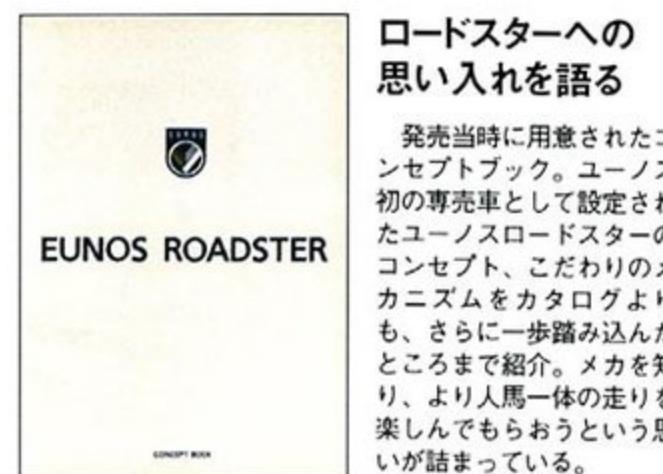 EUNOS
EUNOS ROADSTER
CONCEPT BOOK
ロードスターへの
思い入れを語る
発売当時に用意されたコ
ンセプトブック。ユーノス
初の専売車として設定され
たユーノスロードスターの
コンセプト、こだわりのメ
カニズムをカタログより
も、さらに一歩踏み込んだ
ところまで紹介。メカを知
り、より人馬一体の走りを
楽しんでもらおうという思
いが詰まっている。